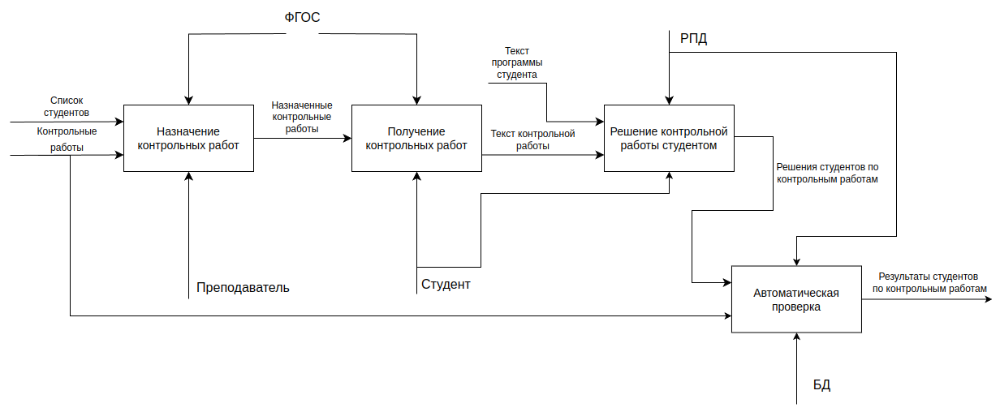 ФГОС
РПД
Текст
программы
студента
Список
студентов
Контрольные
работы
Назначение
контрольных работ
Назначенные
контрольные
работы
Получение
контрольных работ
Текст контрольной
работы
Решение контрольной
работы студентом
Решения студентов по
контрольным работам
Преподаватель
Студент
Автоматическая
проверка
Результаты студентов
по контрольным работам
БД